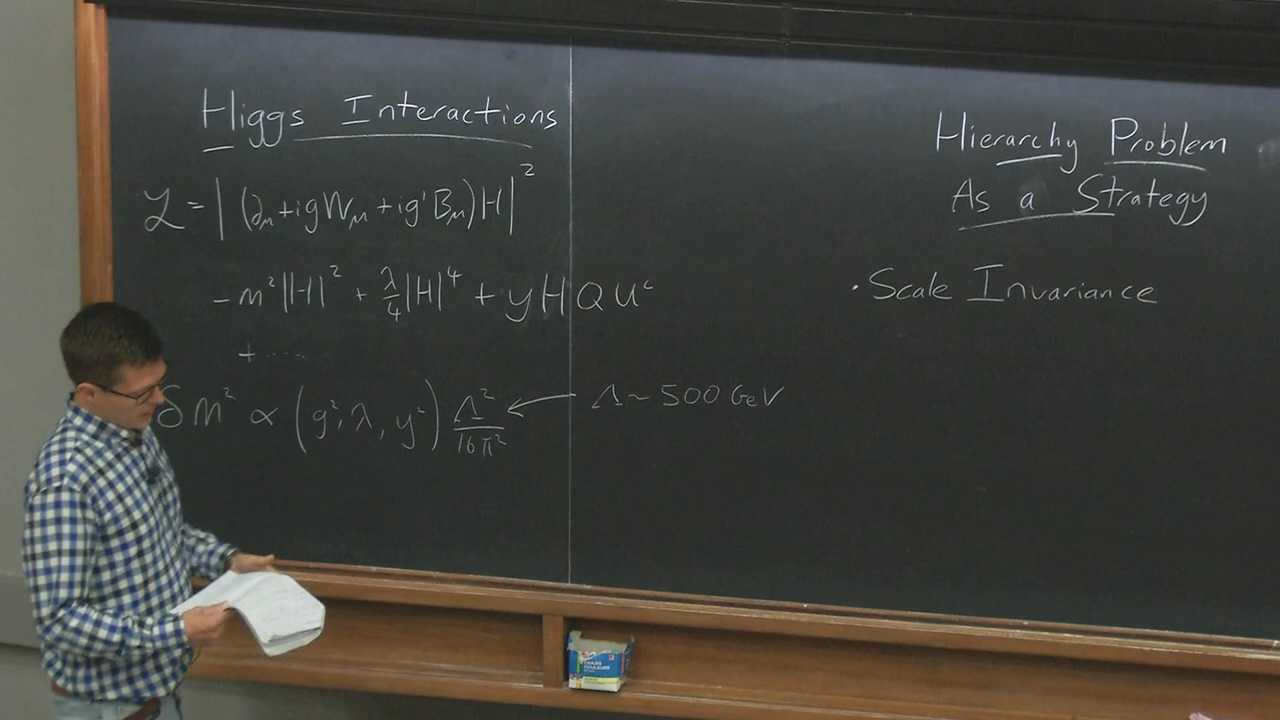 Higgs Interactions
ℒ = |(∂μ + igWμ + ig'Bμ)H|²
- m²|H|² + λ/4 |H|⁴ + yHQuᶜ
+ .....
δm² ∝ (g², λ, y²) Λ²/16π² ← Λ ~ 500 GeV
Hierarchy Problem
As a Strategy
· Scale Invariance